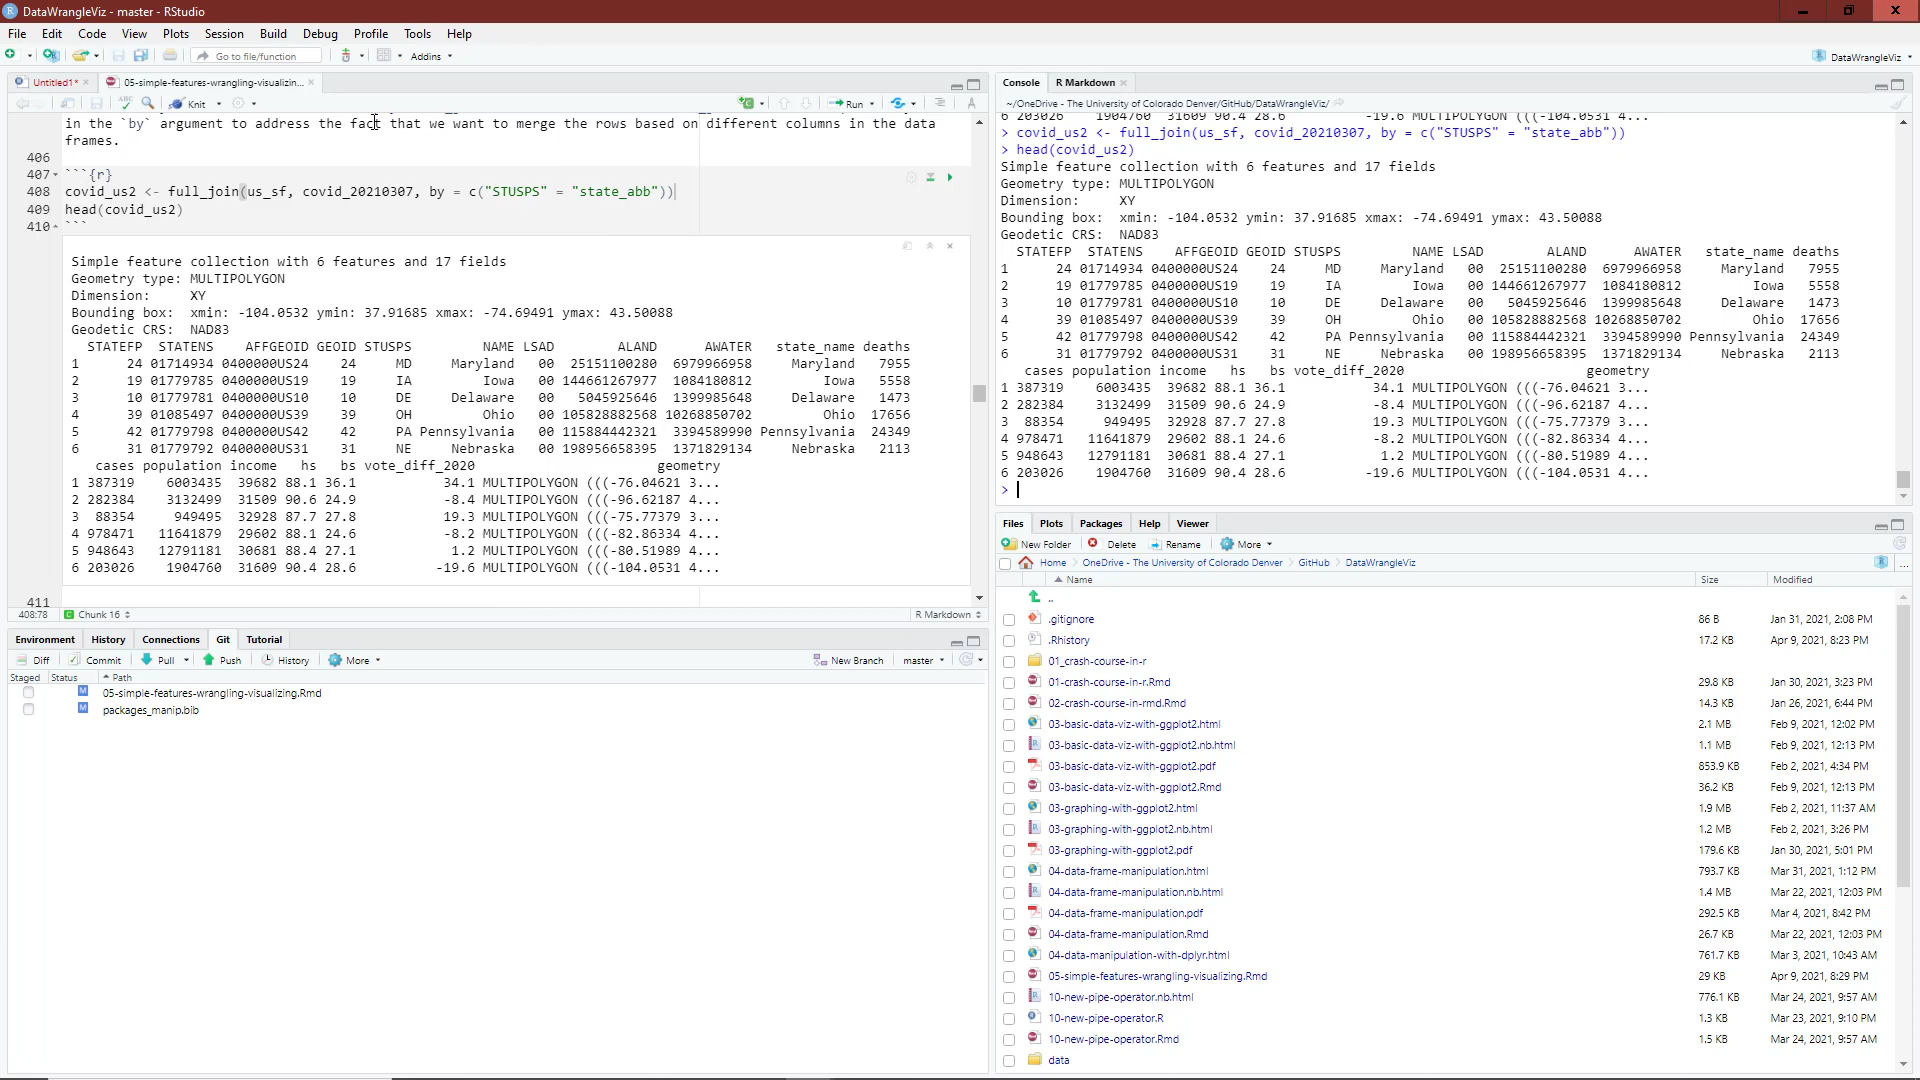 DataWrangleViz - master - RStudio
File Edit Code View Plots Session Build Debug Profile Tools Help
Go to file/function Addins DataWrangleViz
Untitled1* 05-simple-features-wrangling-visualizin...
Knit Run
in the `by` argument to address the fact that we want to merge the rows based on different columns in the data
frames.
406
407 ```{r}
408 covid_us2 <- full_join(us_sf, covid_20210307, by = c("STUSPS" = "state_abb"))
409 head(covid_us2)
410 ```
Simple feature collection with 6 features and 17 fields
Geometry type: MULTIPOLYGON
Dimension: XY
Bounding box: xmin: -104.0532 ymin: 37.91685 xmax: -74.69491 ymax: 43.50088
Geodetic CRS: NAD83
STATEFP STATENS AFFGEOID GEOID STUSPS NAME LSAD ALAND AWATER state_name deaths
1 24 01714934 0400000US24 24 MD Maryland 00 25151100280 6979966958 Maryland 7955
2 19 01779785 0400000US19 19 IA Iowa 00 144661267977 1084180812 Iowa 5558
3 10 01779781 0400000US10 10 DE Delaware 00 5045925646 1399985648 Delaware 1473
4 39 01085497 0400000US39 39 OH Ohio 00 105828882568 10268850702 Ohio 17656
5 42 01779798 0400000US42 42 PA Pennsylvania 00 115884442321 3394589990 Pennsylvania 24349
6 31 01779792 0400000US31 31 NE Nebraska 00 198956658395 1371829134 Nebraska 2113
cases population income hs bs vote_diff_2020 geometry
1 387319 6003435 39682 88.1 36.1 34.1 MULTIPOLYGON (((-76.04621 3...
2 282384 3132499 31509 90.6 24.9 -8.4 MULTIPOLYGON (((-96.62187 4...
3 88354 949495 32928 87.7 27.8 19.3 MULTIPOLYGON (((-75.77379 3...
4 978471 11641879 29602 88.1 24.6 -8.2 MULTIPOLYGON (((-82.86334 4...
5 948643 12791181 30681 88.4 27.1 1.2 MULTIPOLYGON (((-80.51989 4...
6 203026 1904760 31609 90.4 28.6 -19.6 MULTIPOLYGON (((-104.0531 4...
411
408:78 Chunk 16 R Markdown
Environment History Connections Git Tutorial
Diff Commit Pull Push History More New Branch master
Staged Status Path
M 05-simple-features-wrangling-visualizing.Rmd
M packages_manip.bib
Console R Markdown
~/OneDrive - The University of Colorado Denver/GitHub/DataWrangleViz/
6 203026 1904760 31609 90.4 28.6 -19.6 MULTIPOLYGON (((-104.0531 4...
> covid_us2 <- full_join(us_sf, covid_20210307, by = c("STUSPS" = "state_abb"))
> head(covid_us2)
Simple feature collection with 6 features and 17 fields
Geometry type: MULTIPOLYGON
Dimension: XY
Bounding box: xmin: -104.0532 ymin: 37.91685 xmax: -74.69491 ymax: 43.50088
Geodetic CRS: NAD83
STATEFP STATENS AFFGEOID GEOID STUSPS NAME LSAD ALAND AWATER state_name deaths
1 24 01714934 0400000US24 24 MD Maryland 00 25151100280 6979966958 Maryland 7955
2 19 01779785 0400000US19 19 IA Iowa 00 144661267977 1084180812 Iowa 5558
3 10 01779781 0400000US10 10 DE Delaware 00 5045925646 1399985648 Delaware 1473
4 39 01085497 0400000US39 39 OH Ohio 00 105828882568 10268850702 Ohio 17656
5 42 01779798 0400000US42 42 PA Pennsylvania 00 115884442321 3394589990 Pennsylvania 24349
6 31 01779792 0400000US31 31 NE Nebraska 00 198956658395 1371829134 Nebraska 2113
cases population income hs bs vote_diff_2020 geometry
1 387319 6003435 39682 88.1 36.1 34.1 MULTIPOLYGON (((-76.04621 3...
2 282384 3132499 31509 90.6 24.9 -8.4 MULTIPOLYGON (((-96.62187 4...
3 88354 949495 32928 87.7 27.8 19.3 MULTIPOLYGON (((-75.77379 3...
4 978471 11641879 29602 88.1 24.6 -8.2 MULTIPOLYGON (((-82.86334 4...
5 948643 12791181 30681 88.4 27.1 1.2 MULTIPOLYGON (((-80.51989 4...
6 203026 1904760 31609 90.4 28.6 -19.6 MULTIPOLYGON (((-104.0531 4...
>
Files Plots Packages Help Viewer
New Folder Delete Rename More
Home OneDrive - The University of Colorado Denver GitHub DataWrangleViz ...
Name Size Modified
..
.gitignore 86 B Jan 31, 2021, 2:08 PM
.Rhistory 17.2 KB Apr 9, 2021, 8:23 PM
01_crash-course-in-r
01-crash-course-in-r.Rmd 29.8 KB Jan 30, 2021, 3:23 PM
02-crash-course-in-rmd.Rmd 14.3 KB Jan 26, 2021, 6:44 PM
03-basic-data-viz-with-ggplot2.html 2.1 MB Feb 9, 2021, 12:02 PM
03-basic-data-viz-with-ggplot2.nb.html 1.1 MB Feb 9, 2021, 12:13 PM
03-basic-data-viz-with-ggplot2.pdf 853.9 KB Feb 2, 2021, 4:34 PM
03-basic-data-viz-with-ggplot2.Rmd 36.2 KB Feb 9, 2021, 12:13 PM
03-graphing-with-ggplot2.html 1.9 MB Feb 2, 2021, 11:37 AM
03-graphing-with-ggplot2.nb.html 1.2 MB Feb 2, 2021, 3:26 PM
03-graphing-with-ggplot2.pdf 179.6 KB Jan 30, 2021, 5:01 PM
04-data-frame-manipulation.html 793.7 KB Mar 31, 2021, 1:12 PM
04-data-frame-manipulation.nb.html 1.4 MB Mar 22, 2021, 12:03 PM
04-data-frame-manipulation.pdf 292.5 KB Mar 4, 2021, 8:42 PM
04-data-frame-manipulation.Rmd 26.7 KB Mar 22, 2021, 12:03 PM
04-data-manipulation-with-dplyr.html 761.7 KB Mar 3, 2021, 10:43 AM
05-simple-features-wrangling-visualizing.Rmd 29 KB Apr 9, 2021, 8:29 PM
10-new-pipe-operator.nb.html 776.1 KB Mar 24, 2021, 9:57 AM
10-new-pipe-operator.R 1.3 KB Mar 23, 2021, 9:10 PM
10-new-pipe-operator.Rmd 1.5 KB Mar 24, 2021, 9:57 AM
data